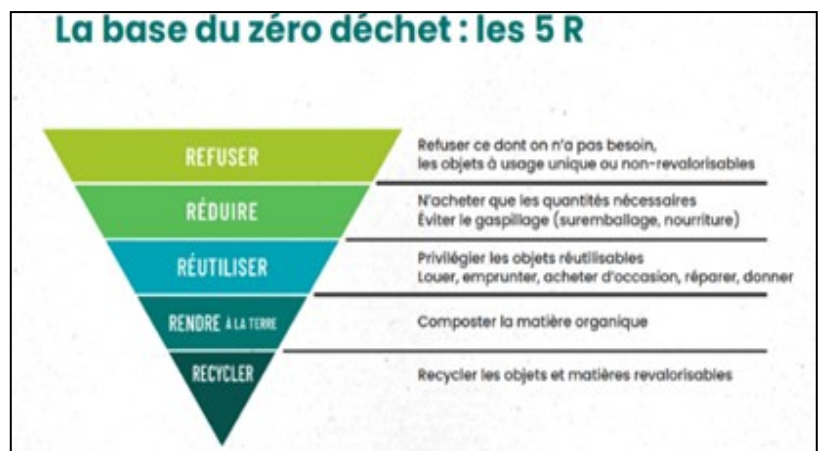 La base du zéro déchet : les 5 R
REFUSER
Refuser ce dont on n'a pas besoin,
les objets à usage unique ou non-revalorisables
RÉDUIRE
N'acheter que les quantités nécessaires
Éviter le gaspillage (suremballage, nourriture)
RÉUTILISER
Privilégier les objets réutilisables
Louer, emprunter, acheter d'occasion, réparer, donner
RENDRE À LA TERRE
Composter la matière organique
RECYCLER
Recycler les objets et matières revalorisables